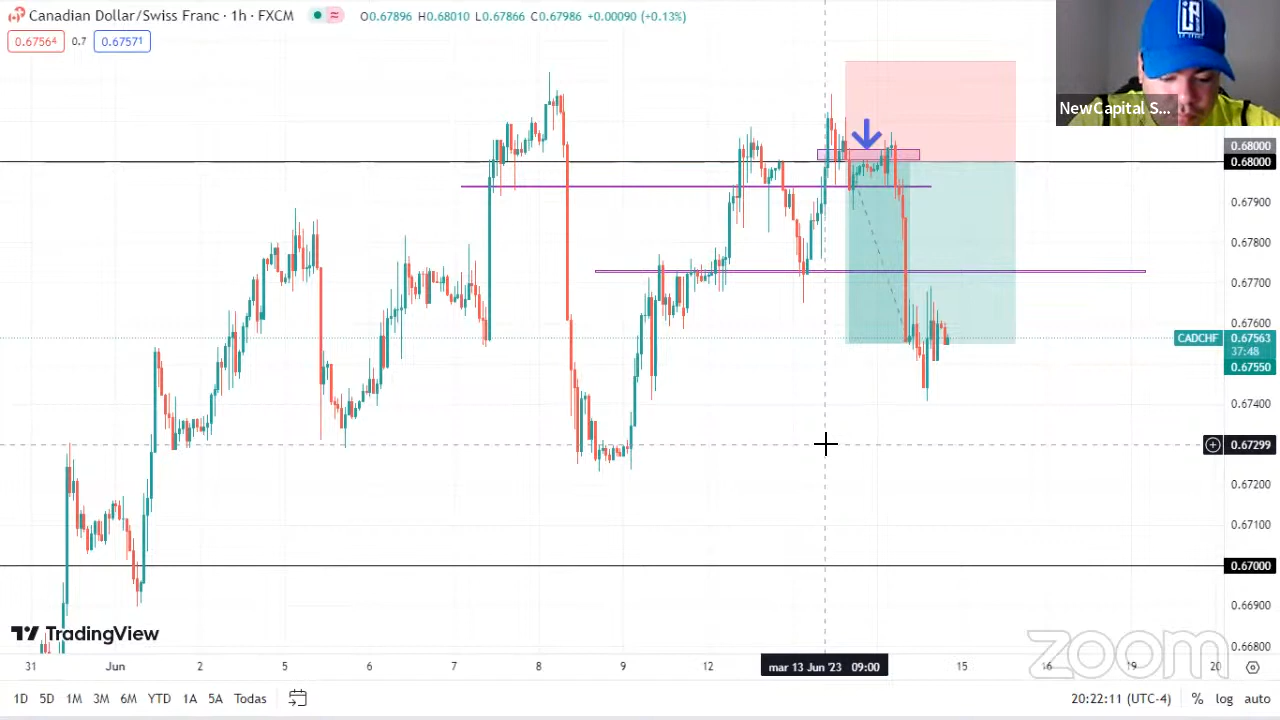 Canadian Dollar/Swiss Franc · 1h · FXCM
O0.67896 H0.68010 L0.67866 C0.67986 +0.00090 (+0.13%)
0.67564 0.7 0.67571
NewCapital S...
0.68000
0.68000
0.67900
0.67800
0.67700
0.67600
CADCHF 0.67563
37:48
0.67550
0.67400
0.67299
0.67200
0.67100
0.67000
0.66900
0.66800
TradingView
zoom
31 Jun 2 5 6 7 8 9 12 mar 13 Jun '23 09:00 15 16 19 20
1D 5D 1M 3M 6M YTD 1A 5A Todas
20:22:11 (UTC-4) % log auto